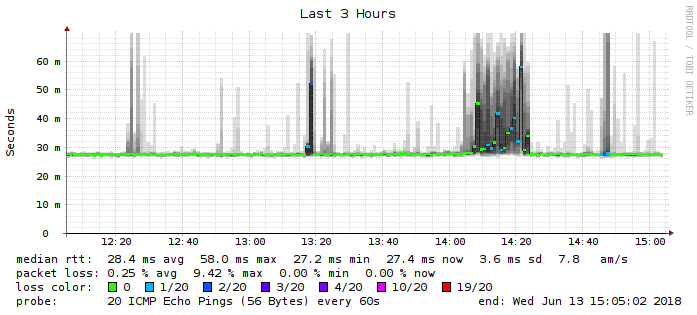 Last 3 Hours
RRDTOOL / TOBI OETIKER
Seconds
60 m
50 m
40 m
30 m
20 m
10 m
0
12:20 12:40 13:00 13:20 13:40 14:00 14:20 14:40 15:00
median rtt: 28.4 ms avg 58.0 ms max 27.2 ms min 27.4 ms now 3.6 ms sd 7.8 am/s
packet loss: 0.25 % avg 9.42 % max 0.00 % min 0.00 % now
loss color: 0 1/20 2/20 3/20 4/20 10/20 19/20
probe: 20 ICMP Echo Pings (56 Bytes) every 60s end: Wed Jun 13 15:05:02 2018